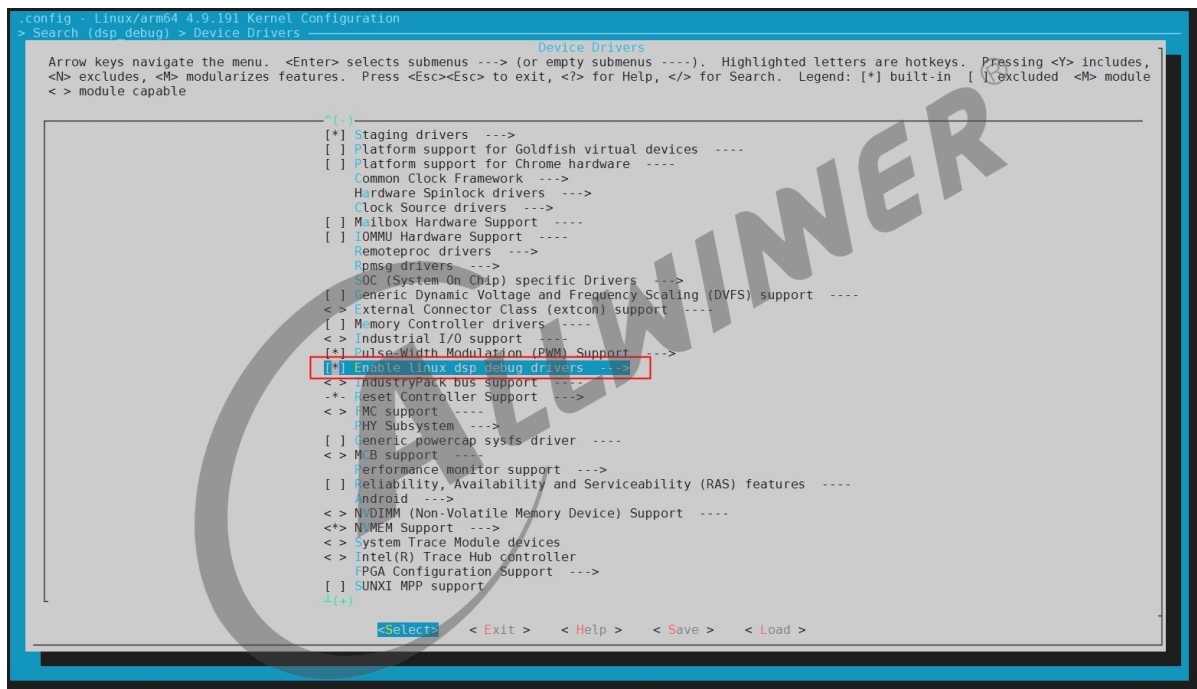 .config - Linux/arm64 4.9.191 Kernel Configuration
> Search (dsp_debug) > Device Drivers
Device Drivers
Arrow keys navigate the menu.  <Enter> selects submenus ---> (or empty submenus ----).  Highlighted letters are hotkeys.  Pressing <Y> includes,
<N> excludes, <M> modularizes features.  Press <Esc><Esc> to exit, <?> for Help, </> for Search.  Legend: [*] built-in  [ ] excluded  <M> module
< > module capable
^(-)
[*] Staging drivers  --->
[ ] Platform support for Goldfish virtual devices  ----
[ ] Platform support for Chrome hardware  ----
Common Clock Framework  --->
Hardware Spinlock drivers  --->
Clock Source drivers  --->
[ ] Mailbox Hardware Support  ----
[ ] IOMMU Hardware Support  ----
Remoteproc drivers  --->
Rpmsg drivers  --->
SOC (System On Chip) specific Drivers  --->
[ ] Generic Dynamic Voltage and Frequency Scaling (DVFS) support  ----
< > External Connector Class (extcon) support  ----
[ ] Memory Controller drivers  ----
< > Industrial I/O support  ----
[*] Pulse-Width Modulation (PWM) Support  --->
[*] Enable linux dsp debug drivers  --->
< > IndustryPack bus support  ----
-*- Reset Controller Support  --->
< > FMC support  ----
PHY Subsystem  --->
[ ] Generic powercap sysfs driver  ----
< > MCB support  ----
Performance monitor support  --->
[ ] Reliability, Availability and Serviceability (RAS) features  ----
Android  --->
< > NVDIMM (Non-Volatile Memory Device) Support  ----
<*> NVMEM Support  --->
< > System Trace Module devices
< > Intel(R) Trace Hub controller
FPGA Configuration Support  --->
[ ] SUNXI MPP support
┴(+)
<Select>    < Exit >    < Help >    < Save >    < Load >
ALLWINNER®